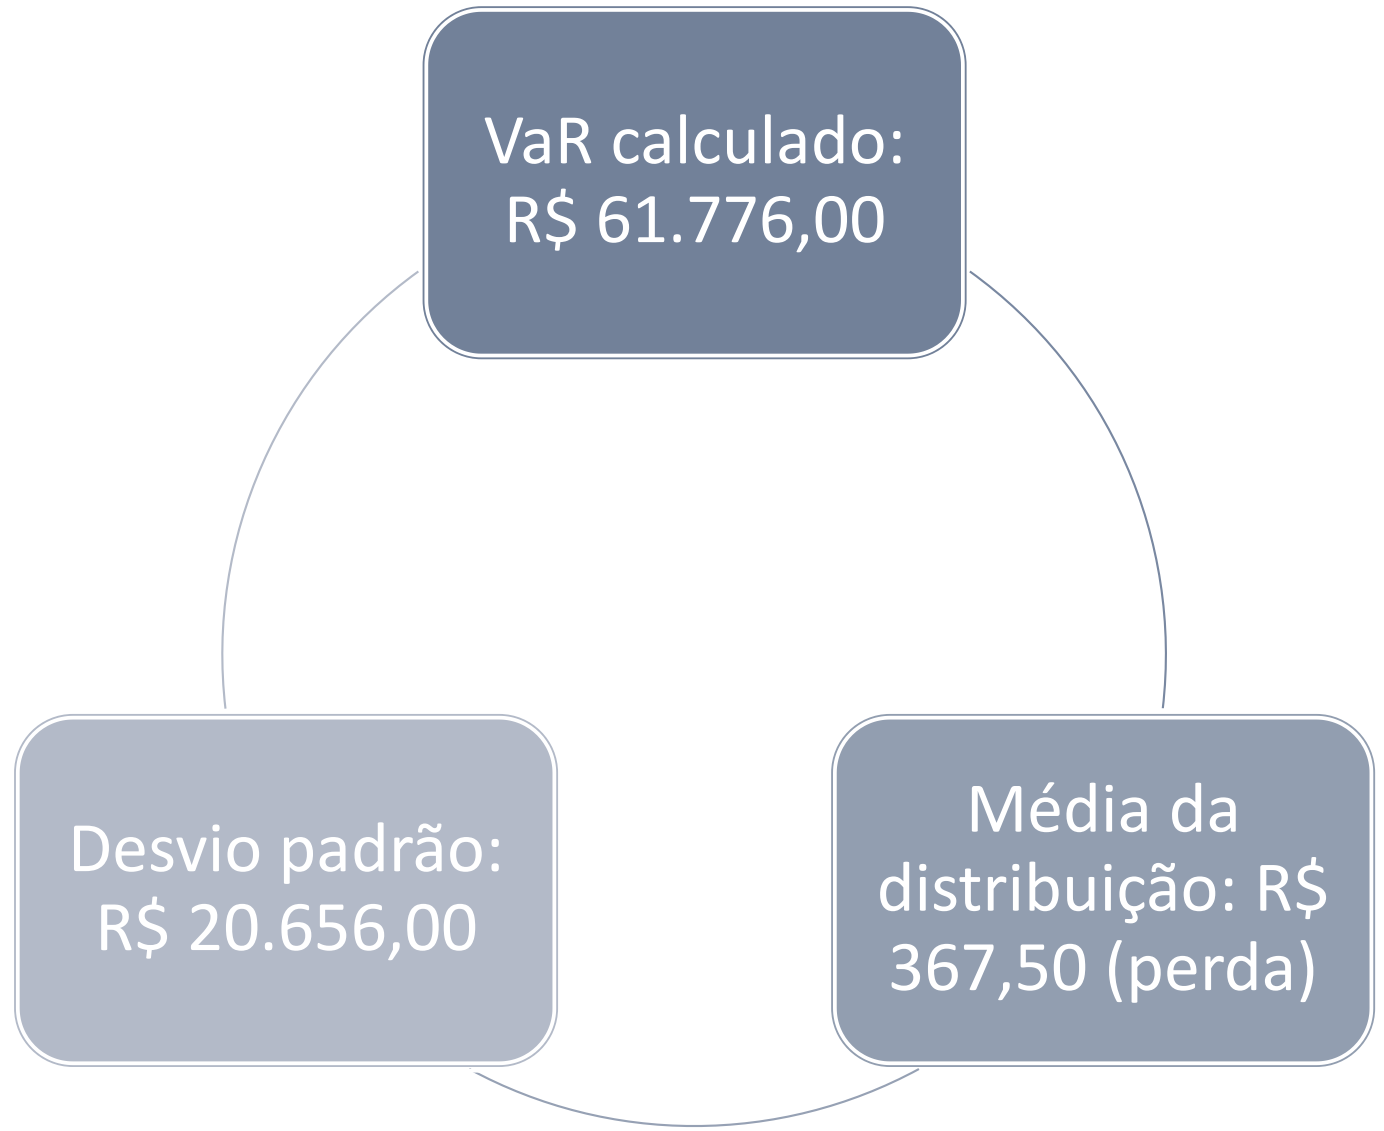 VaR calculado:
R$ 61.776,00
Média da
distribuição: R$
367,50 (perda)
Desvio padrão:
R$ 20.656,00